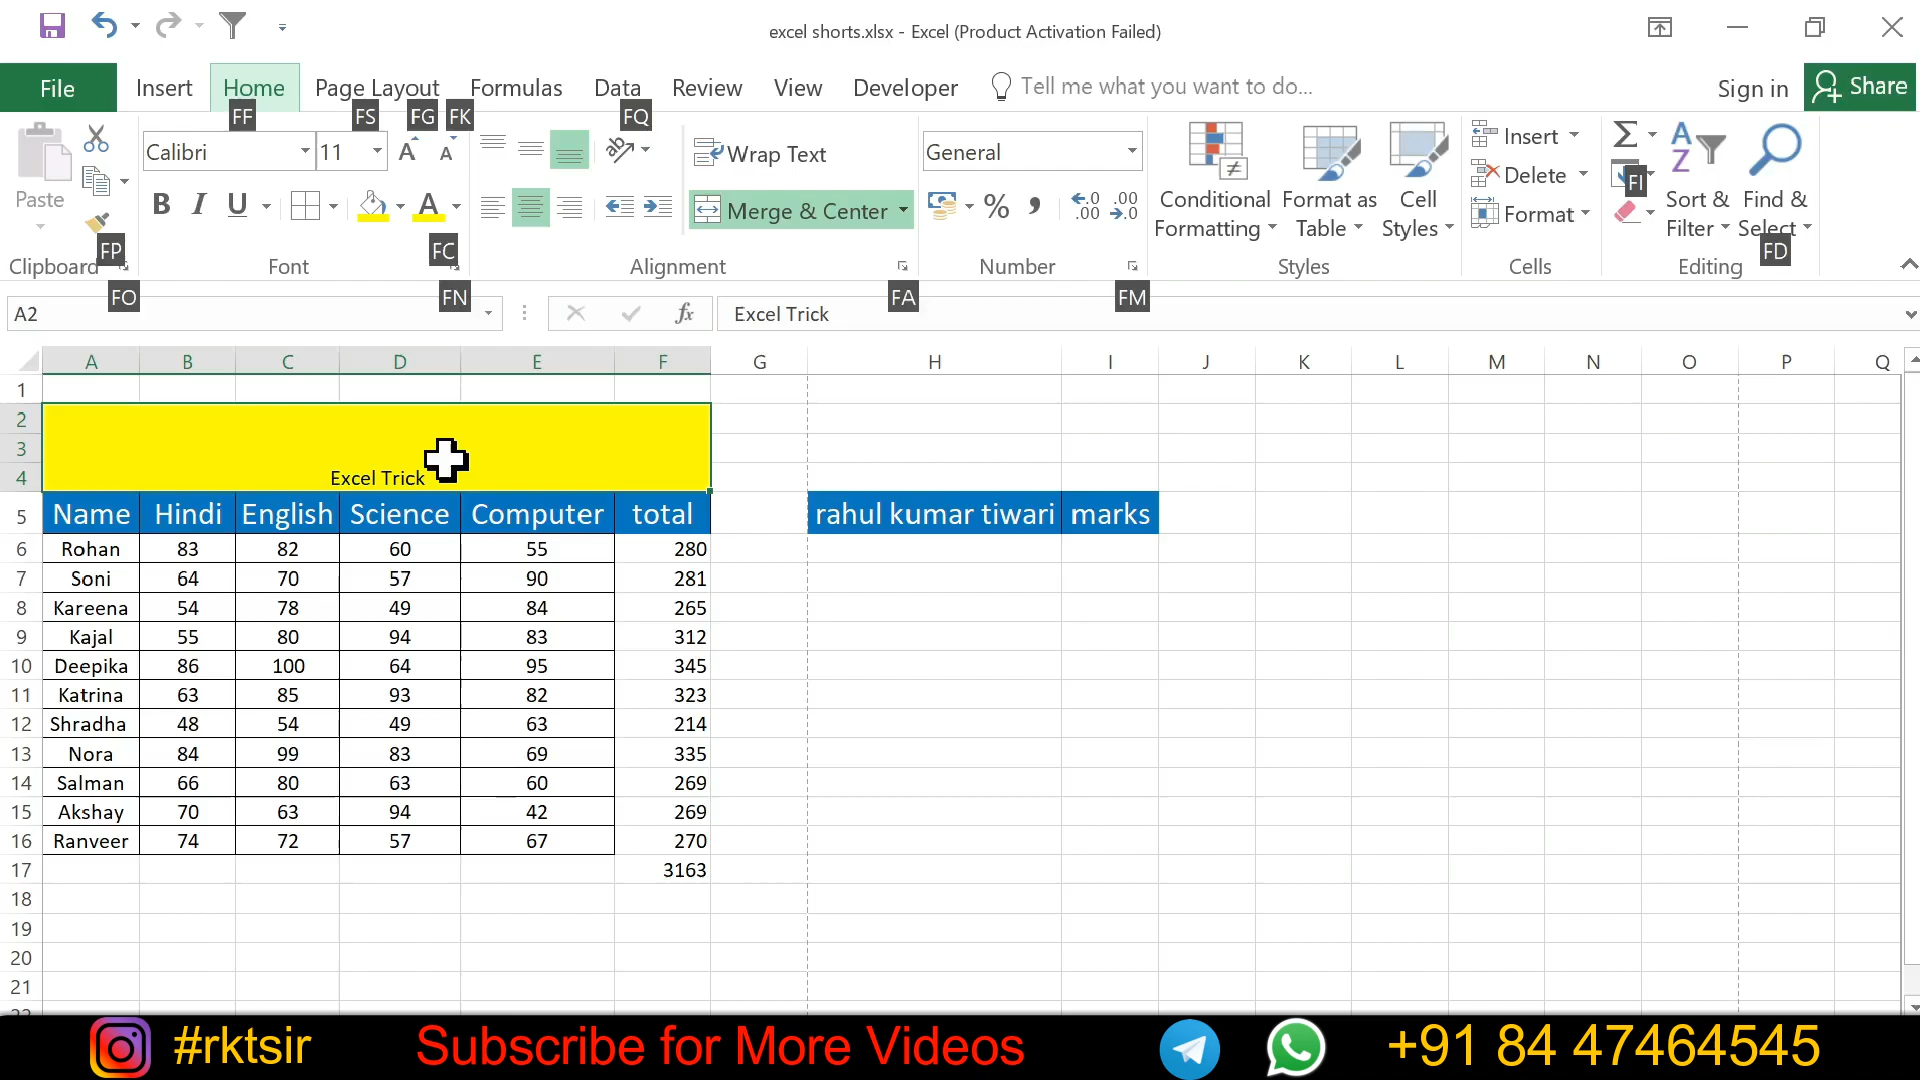 excel shorts.xlsx - Excel (Product Activation Failed)
File Insert Home Page Layout Formulas Data Review View Developer Tell me what you want to do... Sign in Share
FF FS FG FK FQ
Calibri 11 A A Wrap Text General Insert
Paste B I U A Merge & Center % , .0 .00 .00 .0 Conditional Formatting Format as Table Cell Styles Delete Format FI Sort & Filter Find & Select
FP FC FD
Clipboard Font Alignment Number Styles Cells Editing
FO FN FA FM
A2 fx Excel Trick
A B C D E F G H I J K L M N O P Q
1
2
3
4 Excel Trick
5 Name Hindi English Science Computer total rahul kumar tiwari marks
6 Rohan 83 82 60 55 280
7 Soni 64 70 57 90 281
8 Kareena 54 78 49 84 265
9 Kajal 55 80 94 83 312
10 Deepika 86 100 64 95 345
11 Katrina 63 85 93 82 323
12 Shradha 48 54 49 63 214
13 Nora 84 99 83 69 335
14 Salman 66 80 63 60 269
15 Akshay 70 63 94 42 269
16 Ranveer 74 72 57 67 270
17 3163
18
19
20
21
#rktsir Subscribe for More Videos +91 84 47464545